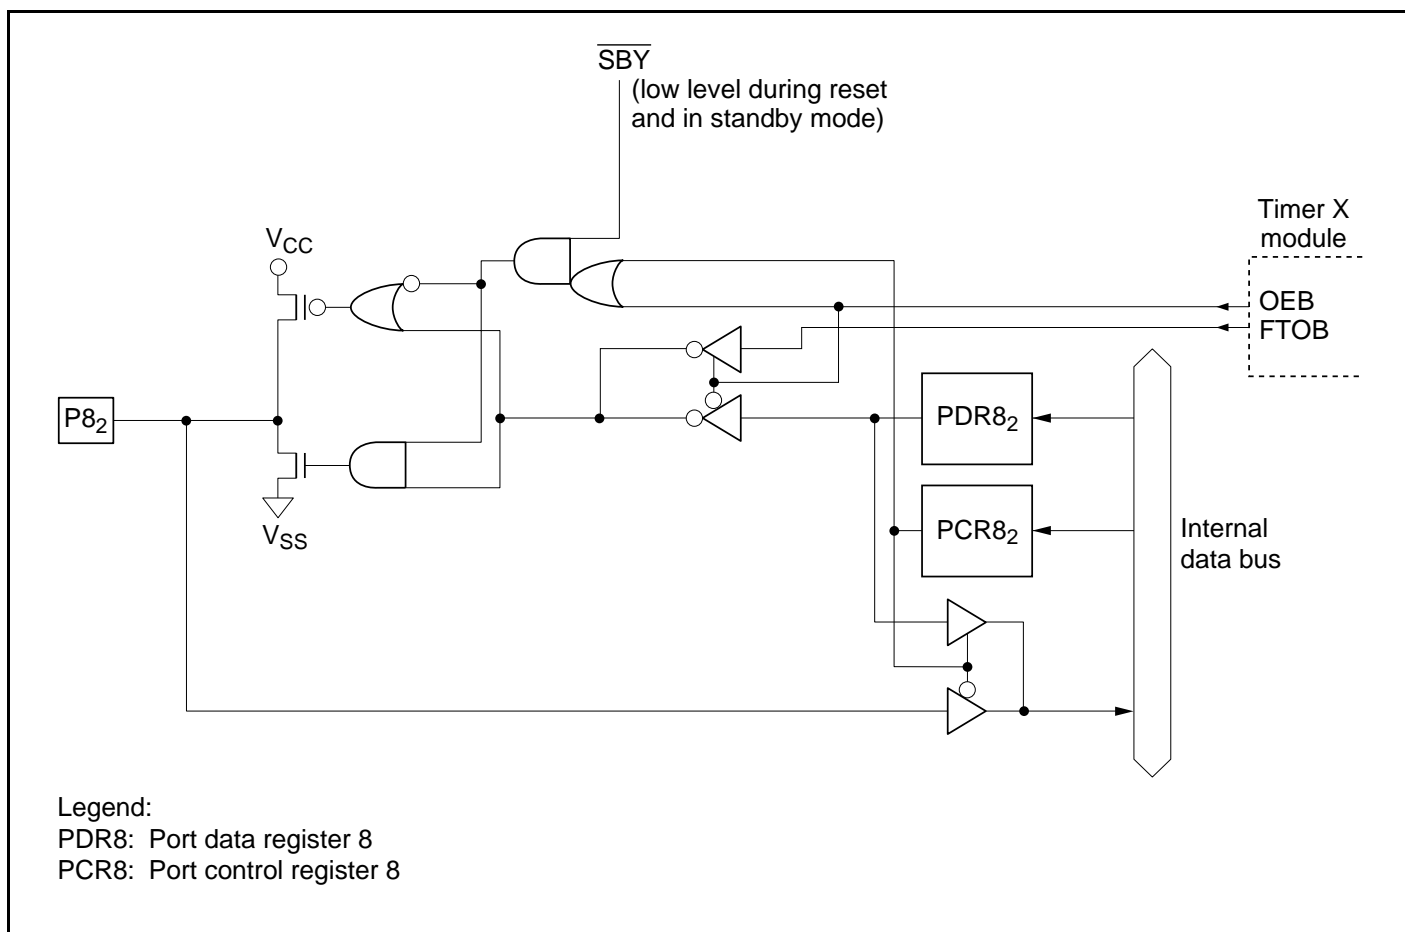 SBY
(low level during reset
and in standby mode)
Timer X
module
VCC
OEB
FTOB
P82
PDR82
PCR82
VSS
Internal
data bus
Legend:
PDR8: Port data register 8
PCR8: Port control register 8